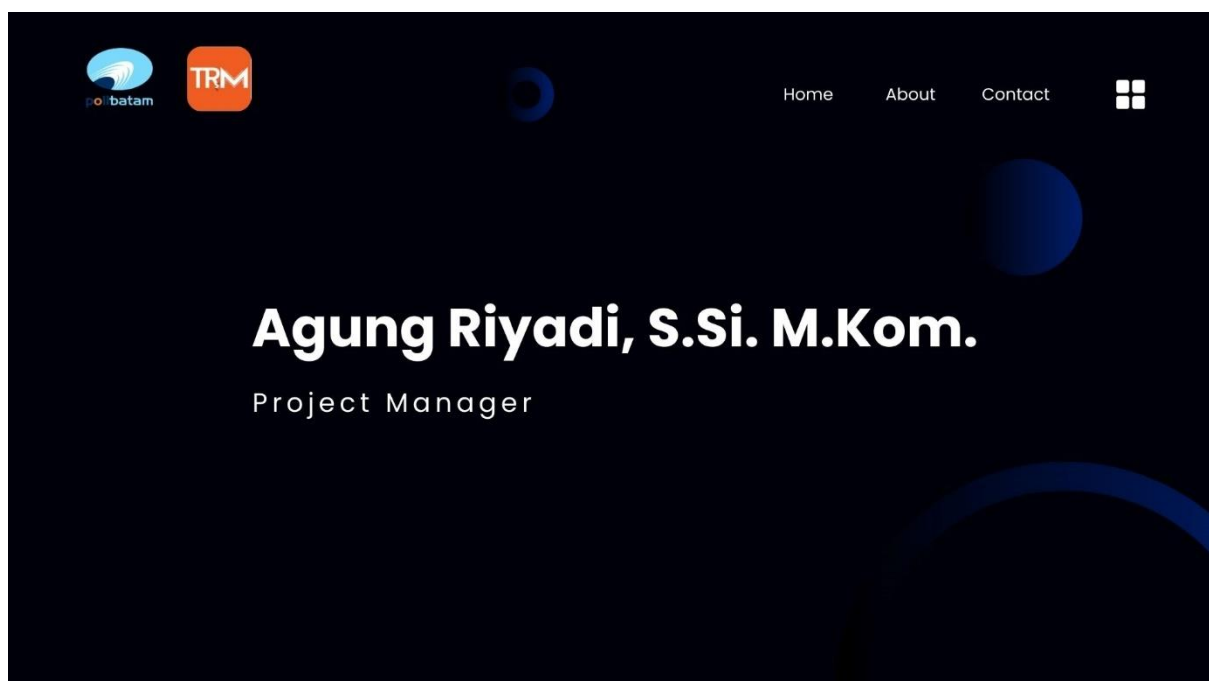 polibatam
TRM
Home About Contact
Agung Riyadi, S.Si. M.Kom.
Project Manager